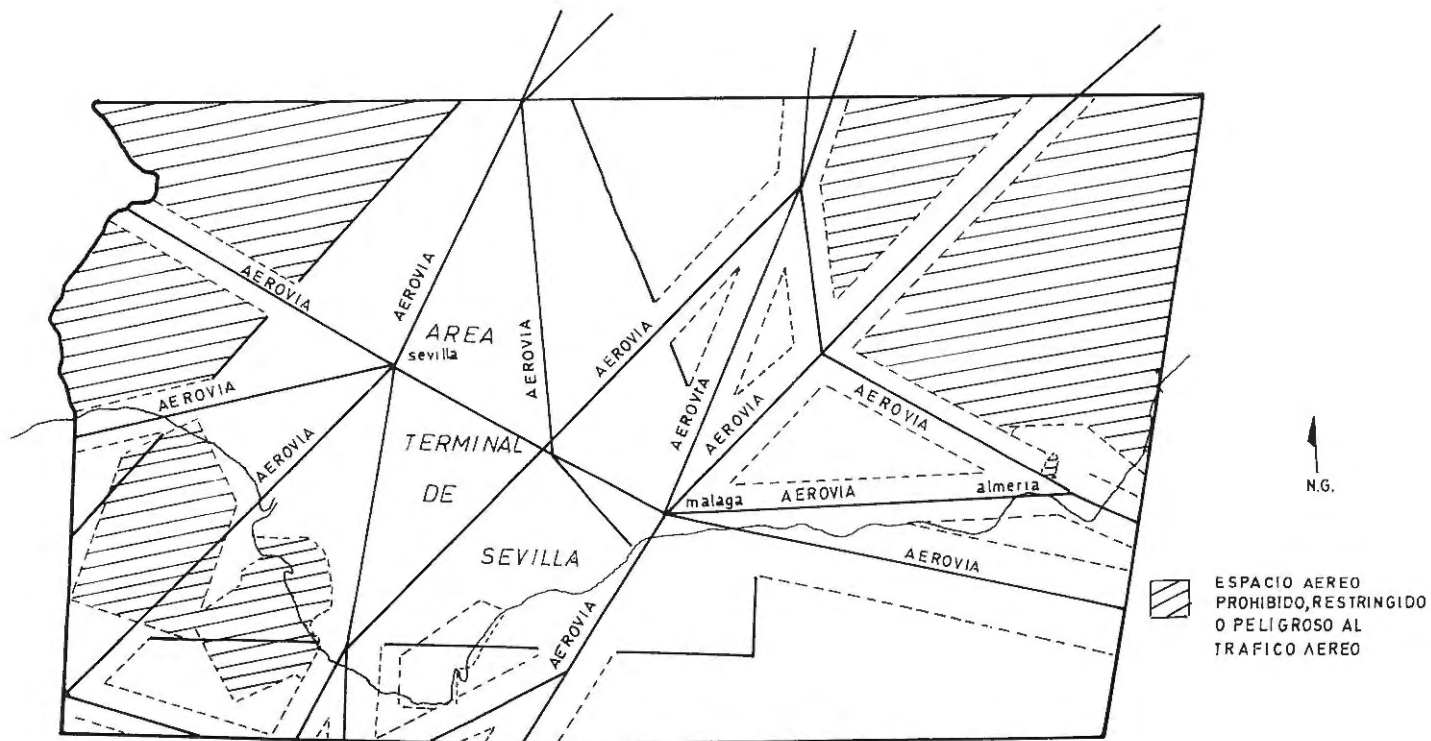 AEROVIA
AEROVIA
AREA
sevilla
AEROVIA
AEROVIA
AEROVIA
AEROVIA
AEROVIA
AEROVIA
AEROVIA
TERMINAL
DE
SEVILLA
malaga
AEROVIA
almeria
AEROVIA
AEROVIA
N.G.
ESPACIO AEREO
PROHIBIDO, RESTRINGIDO
O PELIGROSO AL
TRAFICO AEREO